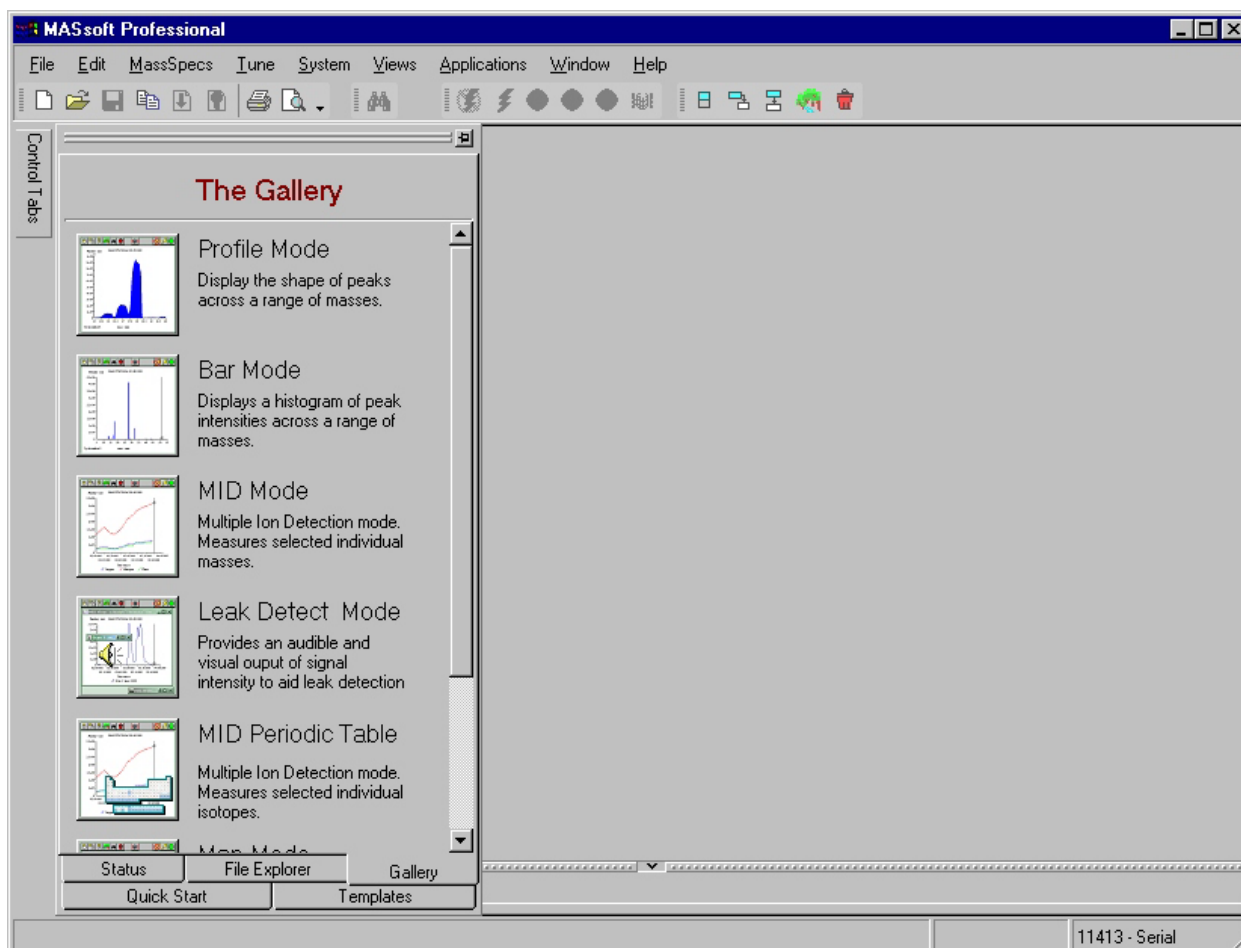 MASsoft Professional
File Edit MassSpecs Tune System Views Applications Window Help
Control Tabs
The Gallery
Profile Mode
Display the shape of peaks
across a range of masses.
Bar Mode
Displays a histogram of peak
intensities across a range of
masses.
MID Mode
Multiple Ion Detection mode.
Measures selected individual
masses.
Leak Detect Mode
Provides an audible and
visual ouput of signal
intensity to aid leak detection
MID Periodic Table
Multiple Ion Detection mode.
Measures selected individual
isotopes.
Map Mode
Status File Explorer Gallery
Quick Start Templates
11413 - Serial